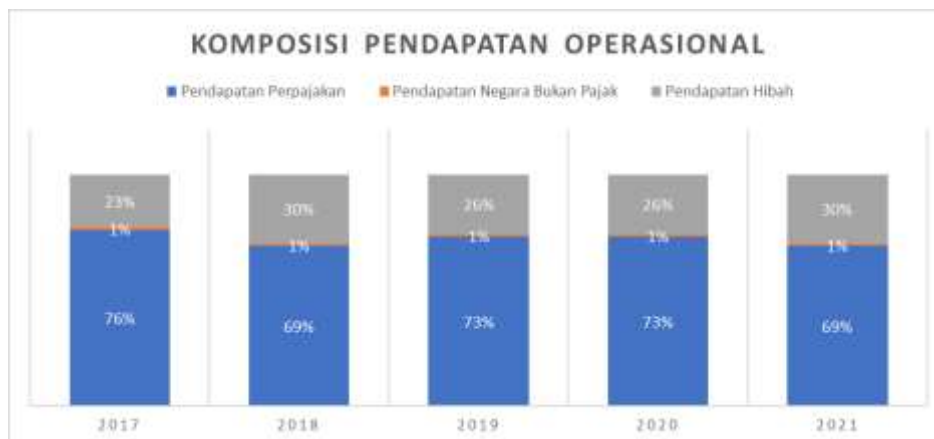 KOMPOSISI PENDAPATAN OPERASIONAL
Pendapatan Perpajakan Pendapatan Negara Bukan Pajak Pendapatan Hibah
23% 30% 26% 26% 30%
1% 1% 1% 1% 1%
76% 69% 73% 73% 69%
2017 2018 2019 2020 2021